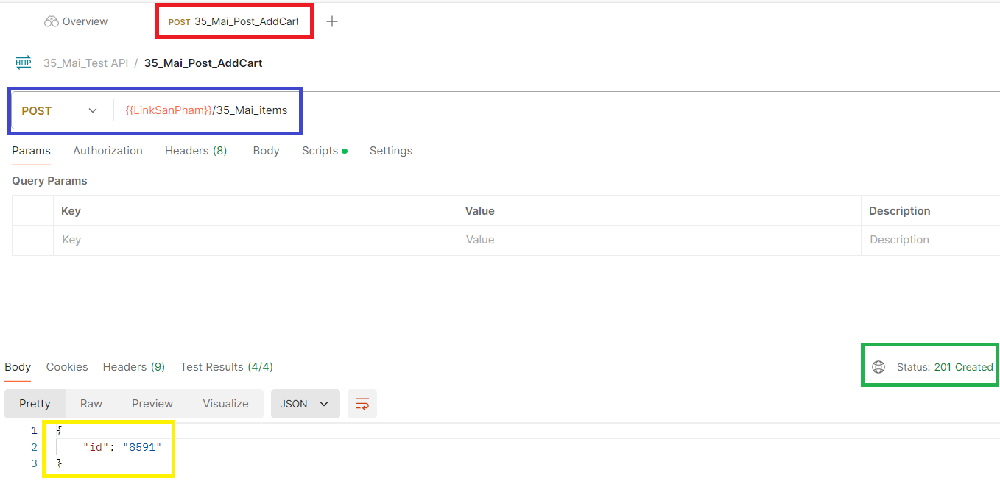 Overview POST 35_Mai_Post_AddCart
HTTP 35_Mai_Test API / 35_Mai_Post_AddCart
POST {{LinkSanPham}}/35_Mai_items
Params Authorization Headers (8) Body Scripts Settings
Query Params
Key Value Description
Key Value Description
Body Cookies Headers (9) Test Results (4/4) Status: 201 Created
Pretty Raw Preview Visualize JSON
1 {
2 "id": "8591"
3 }